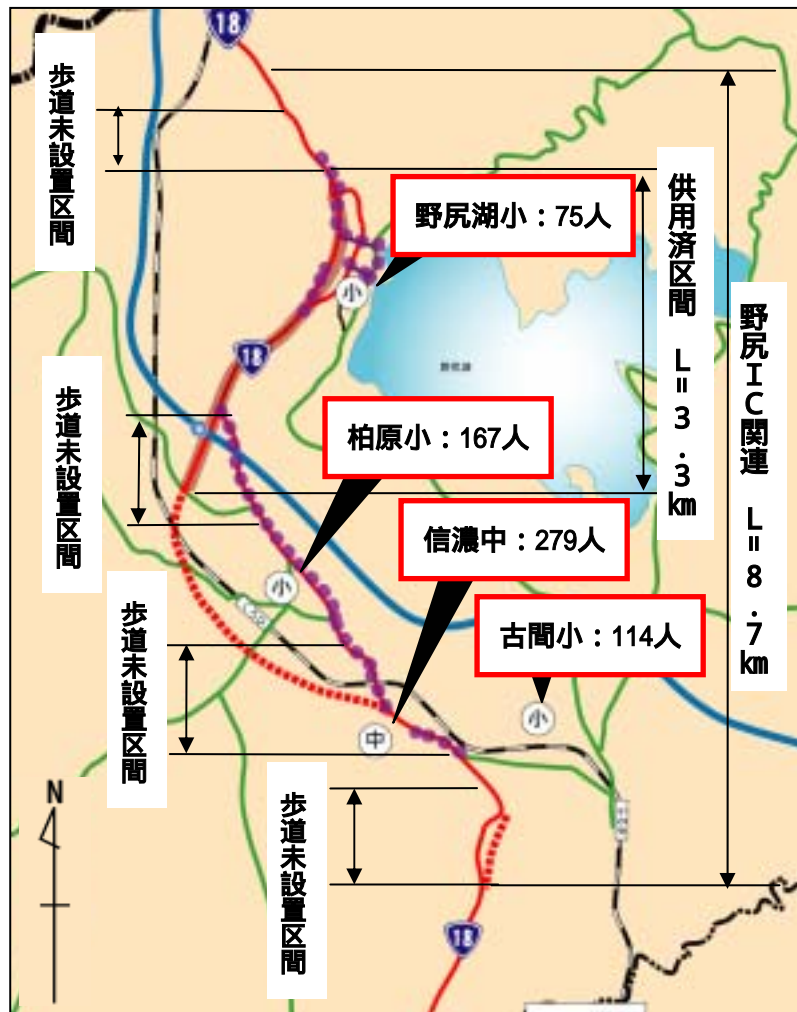 18
歩道未設置区間
供用済区間 L=3.3km
野尻湖小：75人
小
野尻IC関連 L=8.7km
18
歩道未設置区間
柏原小：167人
信濃中：279人
小
古間小：114人
歩道未設置区間
小
中
N
歩道未設置区間
18